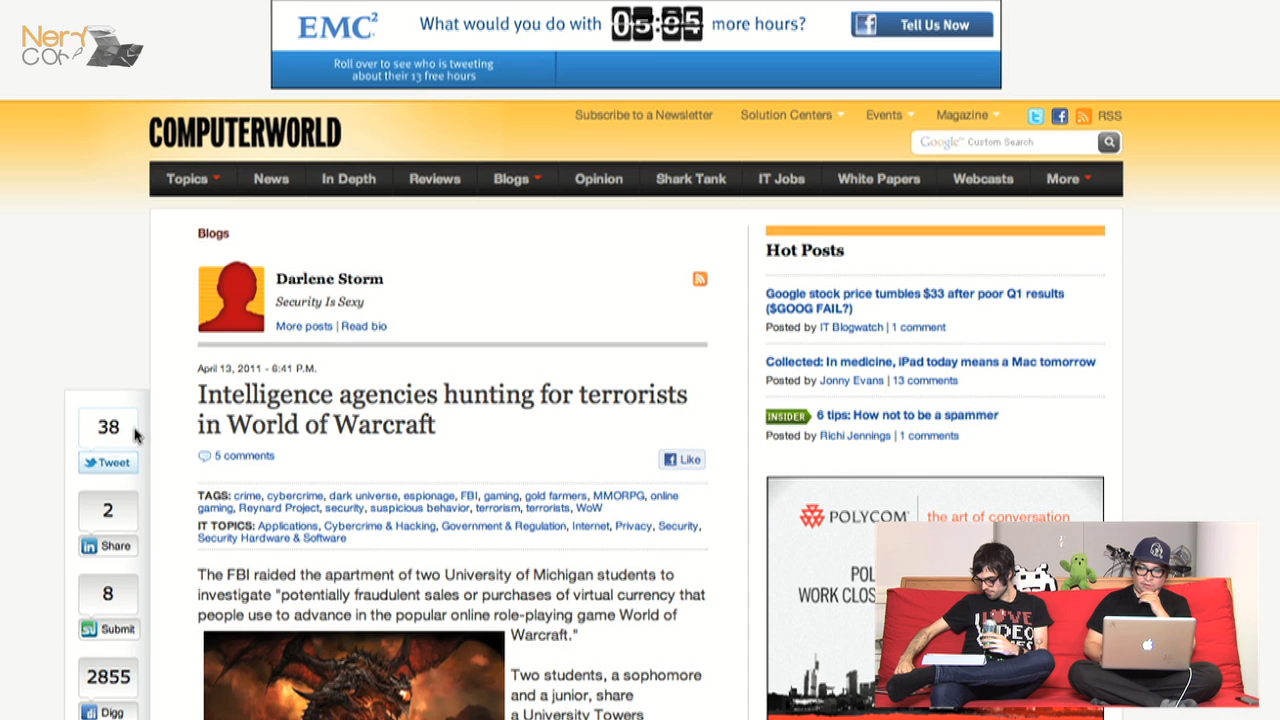 Nerd
Corp
EMC²
What would you do with 05:05 more hours?
Tell Us Now
Roll over to see who is tweeting
about their 13 free hours
Subscribe to a Newsletter Solution Centers Events Magazine RSS
COMPUTERWORLD
Google™ Custom Search
Topics News In Depth Reviews Blogs Opinion Shark Tank IT Jobs White Papers Webcasts More
Blogs
Darlene Storm
Security Is Sexy
More posts | Read bio
April 13, 2011 - 6:41 P.M.
Intelligence agencies hunting for terrorists
in World of Warcraft
5 comments
Like
TAGS: crime, cybercrime, dark universe, espionage, FBI, gaming, gold farmers, MMORPG, online
gaming, Reynard Project, security, suspicious behavior, terrorism, terrorists, WoW
IT TOPICS: Applications, Cybercrime & Hacking, Government & Regulation, Internet, Privacy, Security,
Security Hardware & Software
The FBI raided the apartment of two University of Michigan students to
investigate "potentially fraudulent sales or purchases of virtual currency that
people use to advance in the popular online role-playing game World of
Warcraft."
Two students, a sophomore
and a junior, share
a University Towers
38
Tweet
2
Share
8
Submit
2855
Digg
Hot Posts
Google stock price tumbles $33 after poor Q1 results
($GOOG FAIL?)
Posted by IT Blogwatch | 1 comment
Collected: In medicine, iPad today means a Mac tomorrow
Posted by Jonny Evans | 13 comments
INSIDER 6 tips: How not to be a spammer
Posted by Richi Jennings | 1 comments
POLYCOM® the art of conversation
POL
WORK CLOS
I LOVE
VIDEO